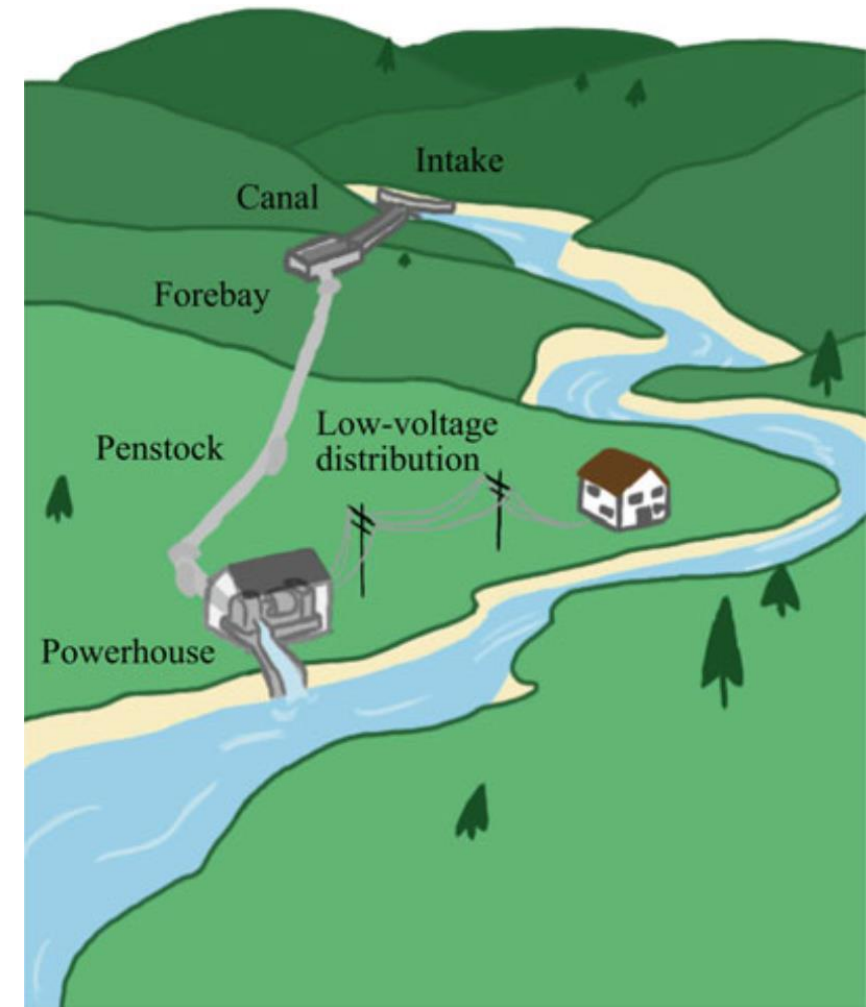 Intake
Canal
Forebay
Low-voltage
distribution
Penstock
Powerhouse